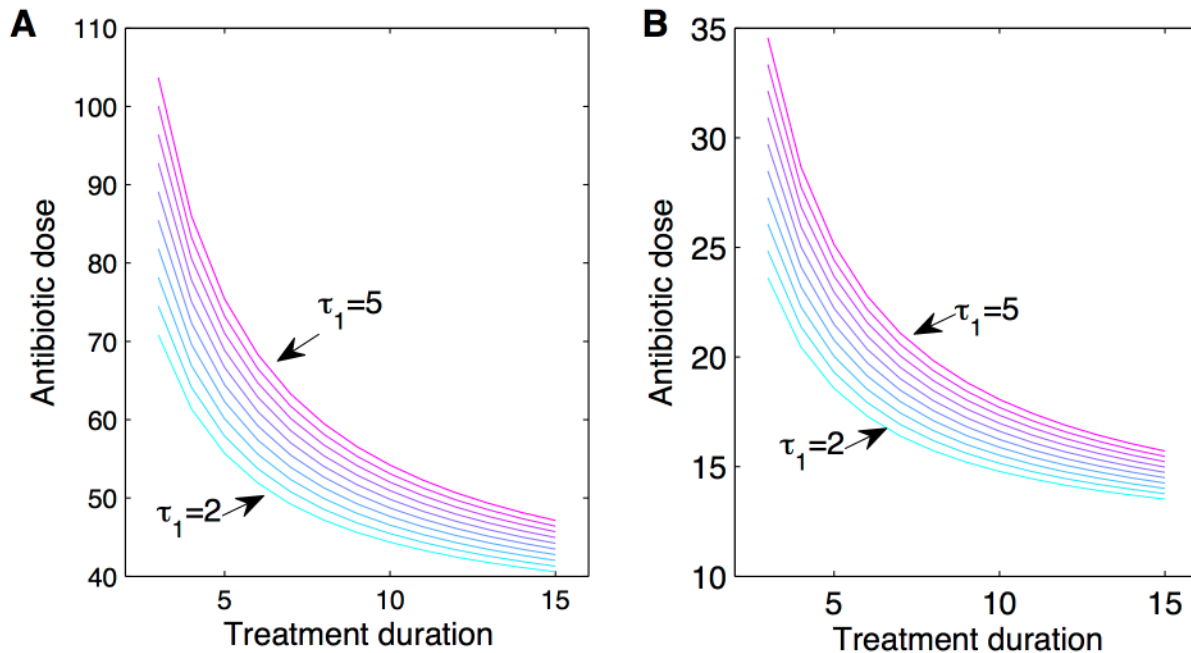 A
110
100
90
80
70
60
50
40
5
10
15
Antibiotic dose
Treatment duration
τ₁=5
τ₁=2
B
35
30
25
20
15
10
5
10
15
Antibiotic dose
Treatment duration
τ₁=5
τ₁=2